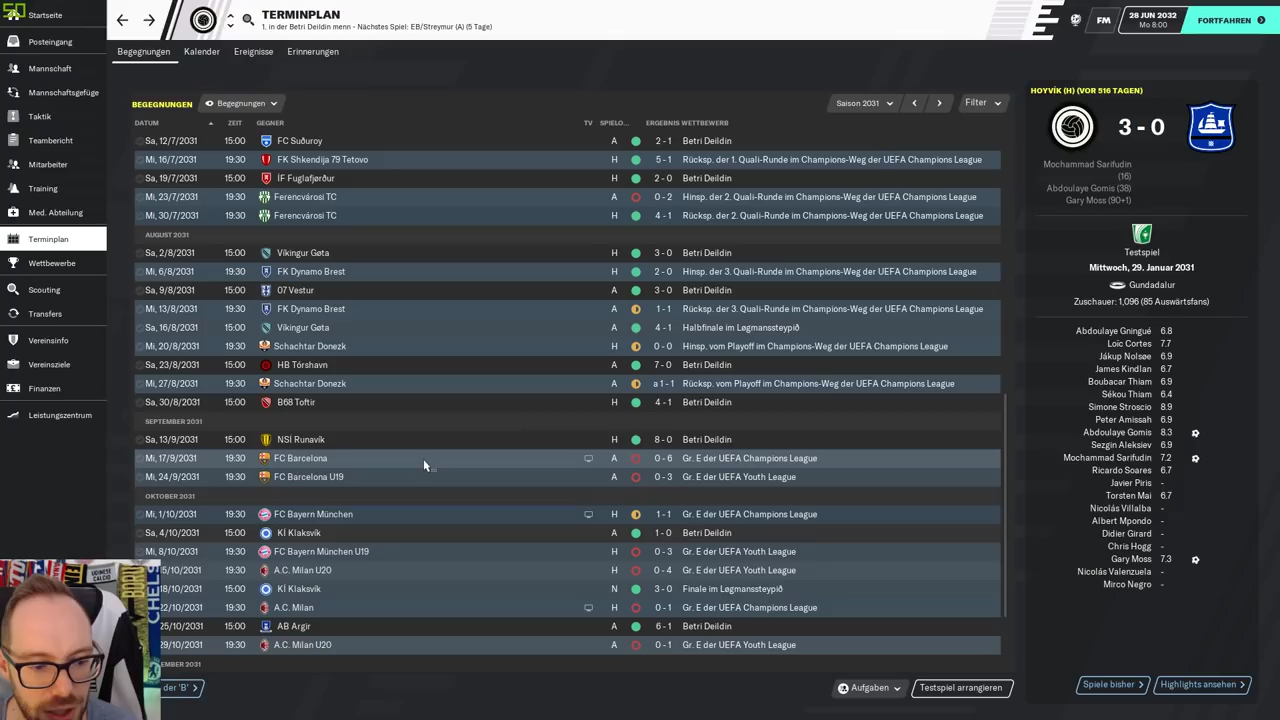 50
Startseite
Posteingang
Mannschaft
Mannschaftsgefüge
Taktik
Teambericht
Mitarbeiter
Training
Med. Abteilung
Terminplan
Wettbewerbe
Scouting
Transfers
Vereinsinfo
Vereinsziele
Finanzen
Leistungszentrum
TERMINPLAN
1. in der Betri Deildin menn - Nächstes Spiel: EB/Streymur (A) (5 Tage)
FM
28 JUN 2032
Mo 8:00
FORTFAHREN
Begegnungen Kalender Ereignisse Erinnerungen
BEGEGNUNGEN Begegnungen Saison 2031 Filter
DATUM ZEIT GEGNER TV SPIELO... ERGEBNIS WETTBEWERB
Sa, 12/7/2031 15:00 FC Suðuroy A 2 - 1 Betri Deildin
Mi, 16/7/2031 19:30 FK Shkendija 79 Tetovo H 5 - 1 Rücksp. der 1. Quali-Runde im Champions-Weg der UEFA Champions League
Sa, 19/7/2031 15:00 ÍF Fuglafjørður H 2 - 0 Betri Deildin
Mi, 23/7/2031 19:30 Ferencvárosi TC A 0 - 2 Hinsp. der 2. Quali-Runde im Champions-Weg der UEFA Champions League
Mi, 30/7/2031 19:30 Ferencvárosi TC H 4 - 1 Rücksp. der 2. Quali-Runde im Champions-Weg der UEFA Champions League
AUGUST 2031
Sa, 2/8/2031 15:00 Víkingur Gøta H 3 - 0 Betri Deildin
Mi, 6/8/2031 19:30 FK Dynamo Brest H 2 - 0 Hinsp. der 3. Quali-Runde im Champions-Weg der UEFA Champions League
Sa, 9/8/2031 15:00 07 Vestur A 3 - 0 Betri Deildin
Mi, 13/8/2031 19:30 FK Dynamo Brest A 1 - 1 Rücksp. der 3. Quali-Runde im Champions-Weg der UEFA Champions League
Sa, 16/8/2031 15:00 Víkingur Gøta A 4 - 1 Halbfinale im Løgmanssteypið
Mi, 20/8/2031 19:30 Schachtar Donezk H 0 - 0 Hinsp. vom Playoff im Champions-Weg der UEFA Champions League
Sa, 23/8/2031 15:00 HB Tórshavn A 7 - 0 Betri Deildin
Mi, 27/8/2031 19:30 Schachtar Donezk A a 1 - 1 Rücksp. vom Playoff im Champions-Weg der UEFA Champions League
Sa, 30/8/2031 15:00 B68 Toftir H 4 - 1 Betri Deildin
SEPTEMBER 2031
Sa, 13/9/2031 15:00 NSÍ Runavík H 8 - 0 Betri Deildin
Mi, 17/9/2031 19:30 FC Barcelona A 0 - 6 Gr. E der UEFA Champions League
Mi, 24/9/2031 19:30 FC Barcelona U19 A 0 - 3 Gr. E der UEFA Youth League
OKTOBER 2031
Mi, 1/10/2031 19:30 FC Bayern München H 1 - 1 Gr. E der UEFA Champions League
Sa, 4/10/2031 15:00 KÍ Klaksvík A 1 - 0 Betri Deildin
Mi, 8/10/2031 19:30 FC Bayern München U19 H 0 - 3 Gr. E der UEFA Youth League
5/10/2031 19:30 A.C. Milan U20 H 0 - 4 Gr. E der UEFA Youth League
18/10/2031 15:00 KÍ Klaksvík N 3 - 0 Finale im Løgmanssteypið
22/10/2031 19:30 A.C. Milan H 0 - 1 Gr. E der UEFA Champions League
25/10/2031 15:00 AB Argir A 6 - 1 Betri Deildin
29/10/2031 19:30 A.C. Milan U20 A 0 - 1 Gr. E der UEFA Youth League
EMBER 2031
der 'B' Aufgaben Testspiel arrangieren
HOYVÍK (H) (VOR 516 TAGEN)
3 - 0
Mochammad Sarifudin
(16)
Abdoulaye Gomis (38)
Gary Moss (90+1)
Testspiel
Mittwoch, 29. Januar 2031
Gundadalur
Zuschauer: 1,096 (85 Auswärtsfans)
Abdoulaye Gningué 6.8
Loïc Cortes 7.7
Jákup Nolsøe 6.9
James Kindlan 6.7
Boubacar Thiam 6.9
Sékou Thiam 6.4
Simone Stroscio 8.9
Peter Amissah 6.9
Abdoulaye Gomis 8.3
Sezgin Aleksiev 6.9
Mochammad Sarifudin 7.2
Ricardo Soares 6.7
Javier Piris -
Torsten Mai 6.7
Nicolás Villalba -
Albert Mpondo -
Didier Girard -
Chris Hogg -
Gary Moss 7.3
Nicolás Valenzuela -
Mirco Negro -
Spiele bisher Highlights ansehen